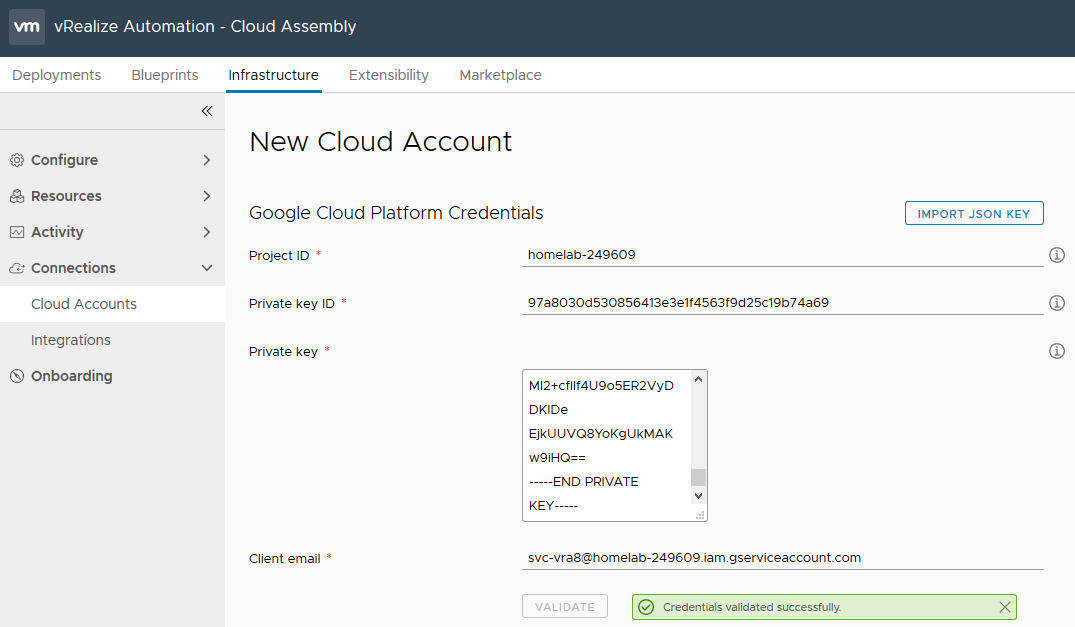 vm vRealize Automation - Cloud Assembly
Deployments Blueprints Infrastructure Extensibility Marketplace
New Cloud Account
Configure
Resources
Activity
Connections
Cloud Accounts
Integrations
Onboarding
Google Cloud Platform Credentials IMPORT JSON KEY
Project ID * homelab-249609
Private key ID * 97a8030d530856413e3e1f4563f9d25c19b74a69
Private key *
MI2+cfIlf4U9o5ER2VyD
DKIDe
EjkUUVQ8YoKgUkMAK
w9iHQ==
-----END PRIVATE
KEY-----
Client email * svc-vra8@homelab-249609.iam.gserviceaccount.com
VALIDATE Credentials validated successfully.